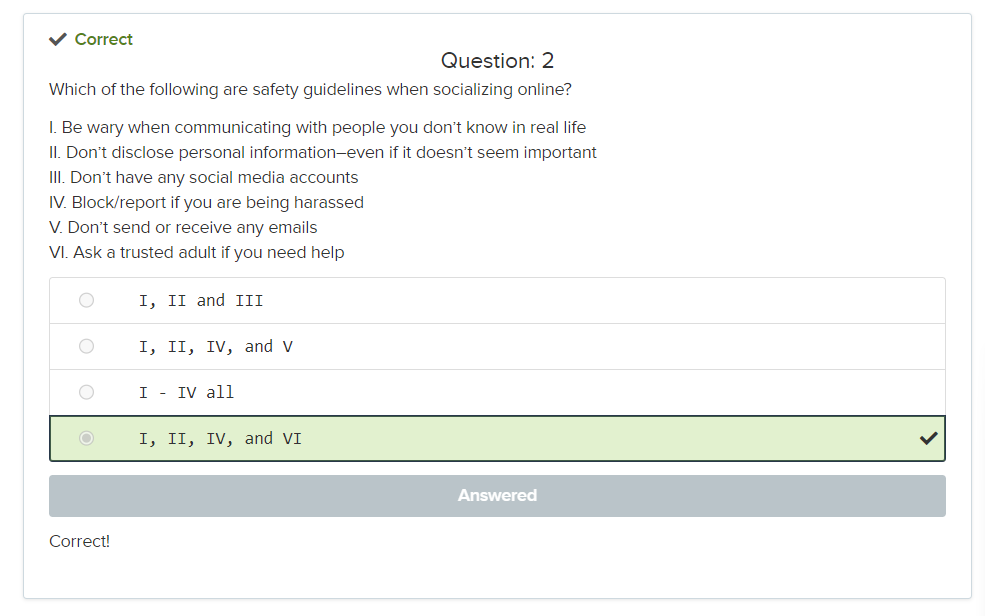 Correct
Question: 2
Which of the following are safety guidelines when socializing online?
I. Be wary when communicating with people you don't know in real life
II. Don't disclose personal information–even if it doesn't seem important
III. Don't have any social media accounts
IV. Block/report if you are being harassed
V. Don't send or receive any emails
VI. Ask a trusted adult if you need help
I, II and III
I, II, IV, and V
I - IV all
I, II, IV, and VI
Answered
Correct!